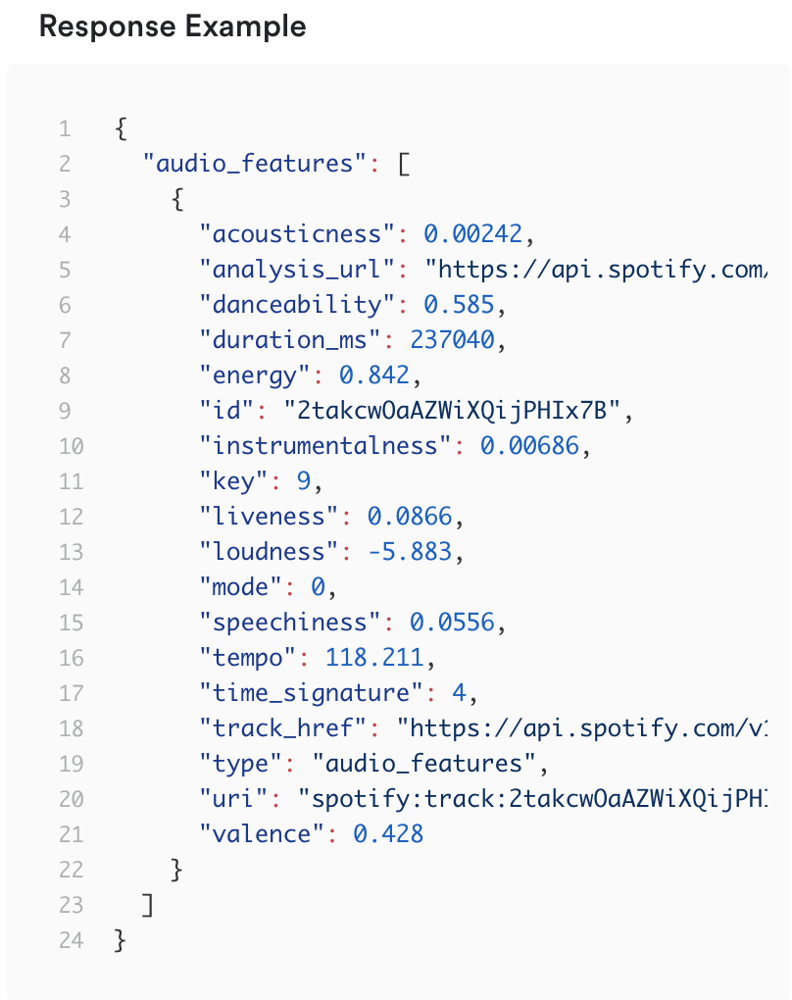 Response Example
1 {
2 "audio_features": [
3 {
4 "acousticness": 0.00242,
5 "analysis_url": "https://api.spotify.com/
6 "danceability": 0.585,
7 "duration_ms": 237040,
8 "energy": 0.842,
9 "id": "2takcwOaAZWiXQijPHIx7B",
10 "instrumentalness": 0.00686,
11 "key": 9,
12 "liveness": 0.0866,
13 "loudness": -5.883,
14 "mode": 0,
15 "speechiness": 0.0556,
16 "tempo": 118.211,
17 "time_signature": 4,
18 "track_href": "https://api.spotify.com/v1
19 "type": "audio_features",
20 "uri": "spotify:track:2takcwOaAZWiXQijPHI
21 "valence": 0.428
22 }
23 ]
24 }